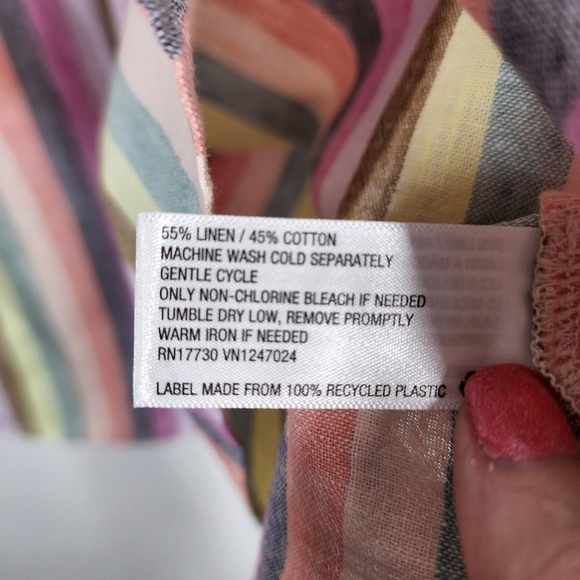 55% LINEN / 45% COTTON
MACHINE WASH COLD SEPARATELY
GENTLE CYCLE
ONLY NON-CHLORINE BLEACH IF NEEDED
TUMBLE DRY LOW, REMOVE PROMPTLY
WARM IRON IF NEEDED
RN17730 VN1247024
LABEL MADE FROM 100% RECYCLED PLASTIC